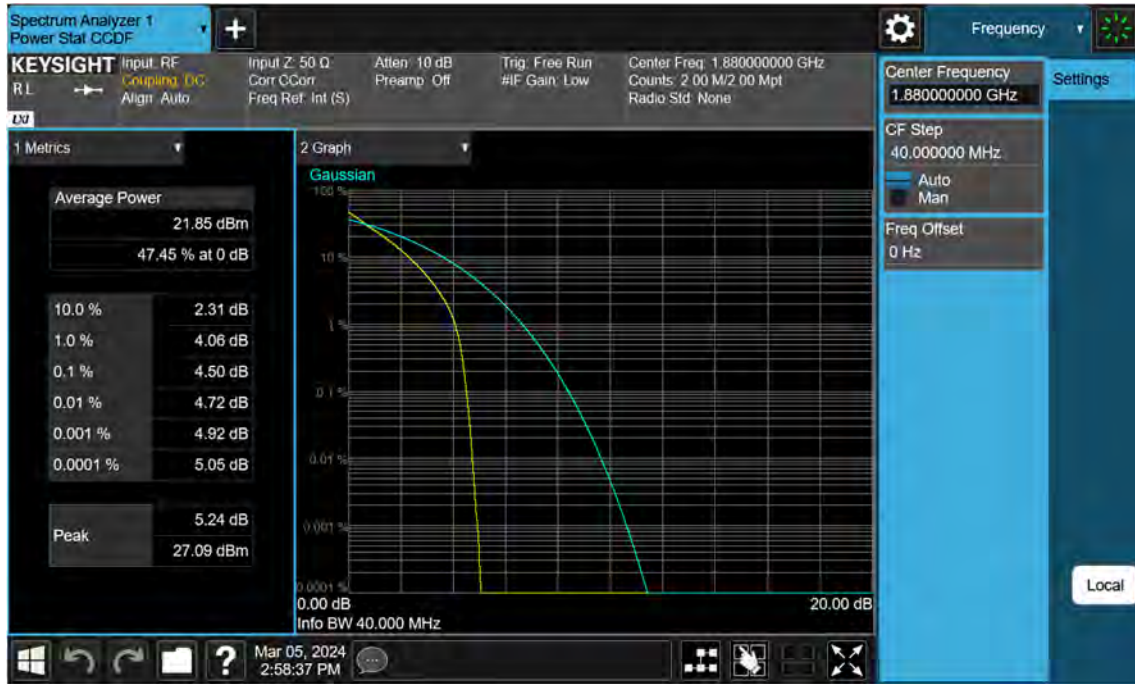 Spectrum Analyzer 1
Power Stat CCDF
Frequency
KEYSIGHT
RL
LXI
Input: RF
Coupling: DC
Align: Auto
Input Z: 50 Ω
Corr CCorr
Freq Ref: Int (S)
Atten: 10 dB
Preamp: Off
Trig: Free Run
#IF Gain: Low
Center Freq: 1.880000000 GHz
Counts: 2.00 M/2.00 Mpt
Radio Std: None
Center Frequency
1.880000000 GHz
Settings
CF Step
40.000000 MHz
Auto
Man
Freq Offset
0 Hz
Local
1 Metrics
Average Power
21.85 dBm
47.45 % at 0 dB
10.0 % 2.31 dB
1.0 % 4.06 dB
0.1 % 4.50 dB
0.01 % 4.72 dB
0.001 % 4.92 dB
0.0001 % 5.05 dB
Peak
5.24 dB
27.09 dBm
2 Graph
Gaussian
100 %
10 %
1 %
0.1 %
0.01 %
0.001 %
0.0001 %
0.00 dB 20.00 dB
Info BW 40.000 MHz
?
Mar 05, 2024
2:58:37 PM